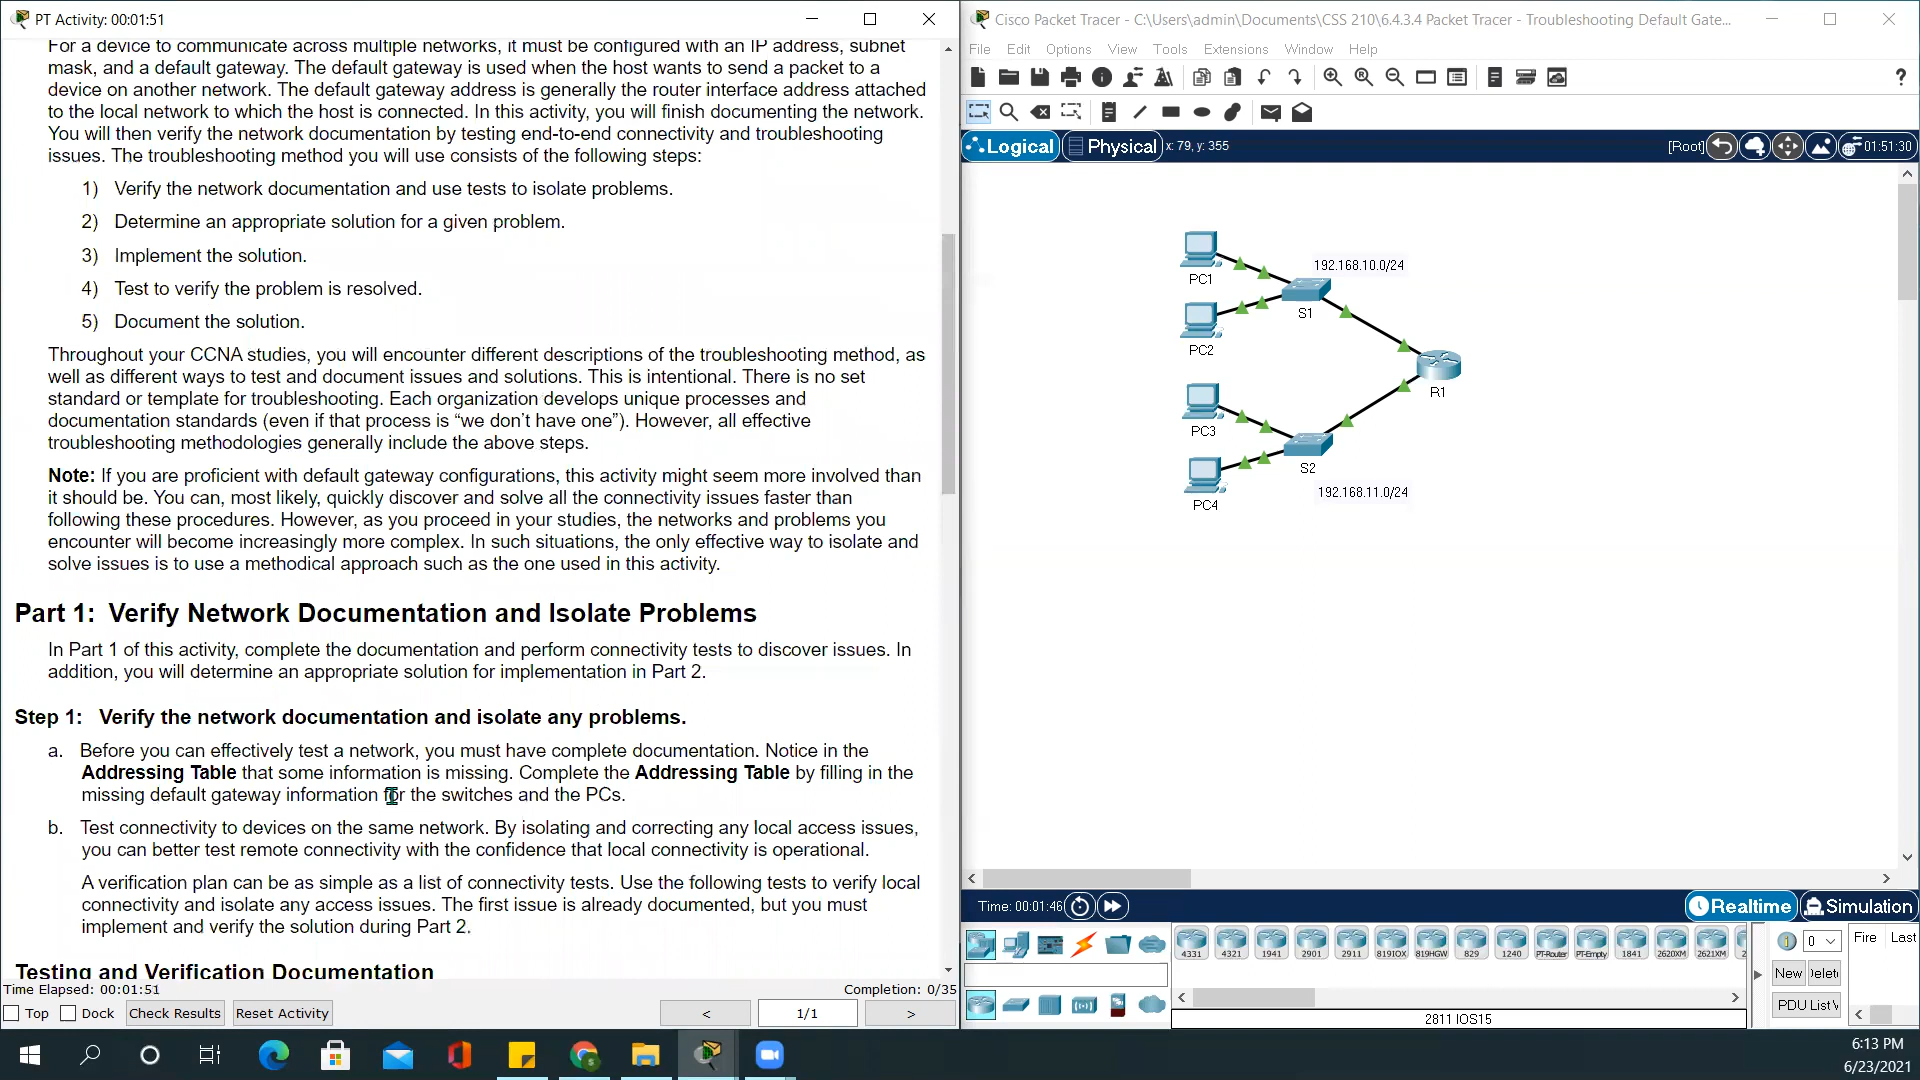 PT Activity: 00:01:51
For a device to communicate across multiple networks, it must be configured with an IP address, subnet
mask, and a default gateway. The default gateway is used when the host wants to send a packet to a
device on another network. The default gateway address is generally the router interface address attached
to the local network to which the host is connected. In this activity, you will finish documenting the network.
You will then verify the network documentation by testing end-to-end connectivity and troubleshooting
issues. The troubleshooting method you will use consists of the following steps:
1) Verify the network documentation and use tests to isolate problems.
2) Determine an appropriate solution for a given problem.
3) Implement the solution.
4) Test to verify the problem is resolved.
5) Document the solution.
Throughout your CCNA studies, you will encounter different descriptions of the troubleshooting method, as
well as different ways to test and document issues and solutions. This is intentional. There is no set
standard or template for troubleshooting. Each organization develops unique processes and
documentation standards (even if that process is “we don’t have one”). However, all effective
troubleshooting methodologies generally include the above steps.
Note: If you are proficient with default gateway configurations, this activity might seem more involved than
it should be. You can, most likely, quickly discover and solve all the connectivity issues faster than
following these procedures. However, as you proceed in your studies, the networks and problems you
encounter will become increasingly more complex. In such situations, the only effective way to isolate and
solve issues is to use a methodical approach such as the one used in this activity.
Part 1: Verify Network Documentation and Isolate Problems
In Part 1 of this activity, complete the documentation and perform connectivity tests to discover issues. In
addition, you will determine an appropriate solution for implementation in Part 2.
Step 1: Verify the network documentation and isolate any problems.
a. Before you can effectively test a network, you must have complete documentation. Notice in the
Addressing Table that some information is missing. Complete the Addressing Table by filling in the
missing default gateway information for the switches and the PCs.
b. Test connectivity to devices on the same network. By isolating and correcting any local access issues,
you can better test remote connectivity with the confidence that local connectivity is operational.
A verification plan can be as simple as a list of connectivity tests. Use the following tests to verify local
connectivity and isolate any access issues. The first issue is already documented, but you must
implement and verify the solution during Part 2.
Testing and Verification Documentation
Time Elapsed: 00:01:51
Completion: 0/35
Top
Dock
Check Results
Reset Activity
<
1/1
>
Cisco Packet Tracer - C:\Users\admin\Documents\CSS 210\6.4.3.4 Packet Tracer - Troubleshooting Default Gate...
File Edit Options View Tools Extensions Window Help
?
Logical
Physical
x: 79, y: 355
[Root]
01:51:30
PC1
192.168.10.0/24
S1
PC2
R1
PC3
S2
PC4
192.168.11.0/24
Time: 00:01:46
Realtime
Simulation
4331 4321 1941 2901 2911 819IOX 819HGW 829 1240 PT-Router PT-Empty 1841 2620XM 2621XM
2811 IOS15
0
New
PDU List
Fire Last
6:13 PM
6/23/2021